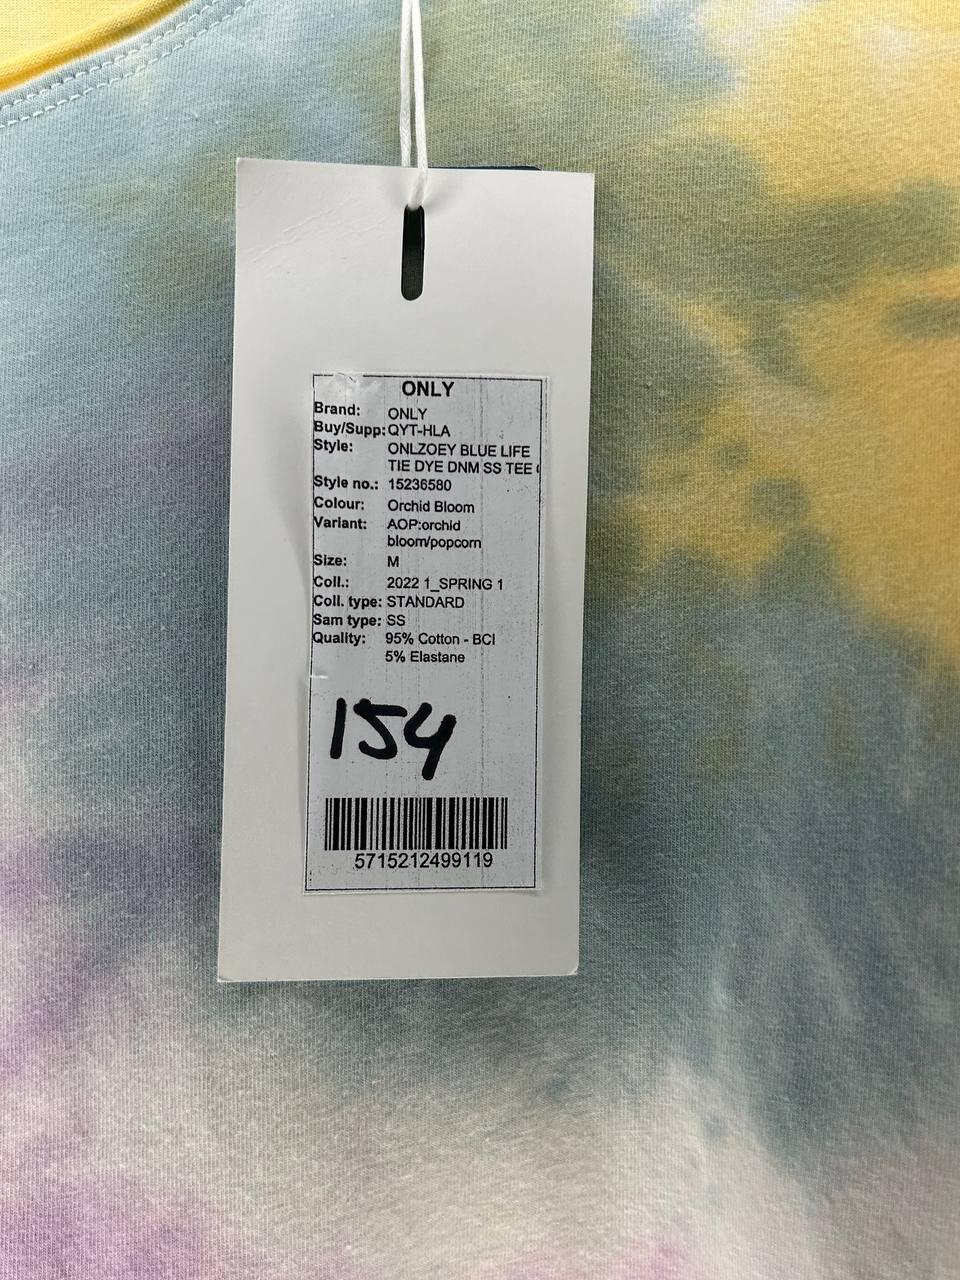 ONLY
Brand: ONLY
Buy/Supp: QYT-HLA
Style: ONLZOEY BLUE LIFE
TIE DYE DNM SS TEE
Style no.: 15236580
Colour: Orchid Bloom
Variant: AOP:orchid
bloom/popcorn
Size: M
Coll.: 2022 1_SPRING 1
Coll. type: STANDARD
Sam type: SS
Quality: 95% Cotton - BCI
5% Elastane
154
5715212499119